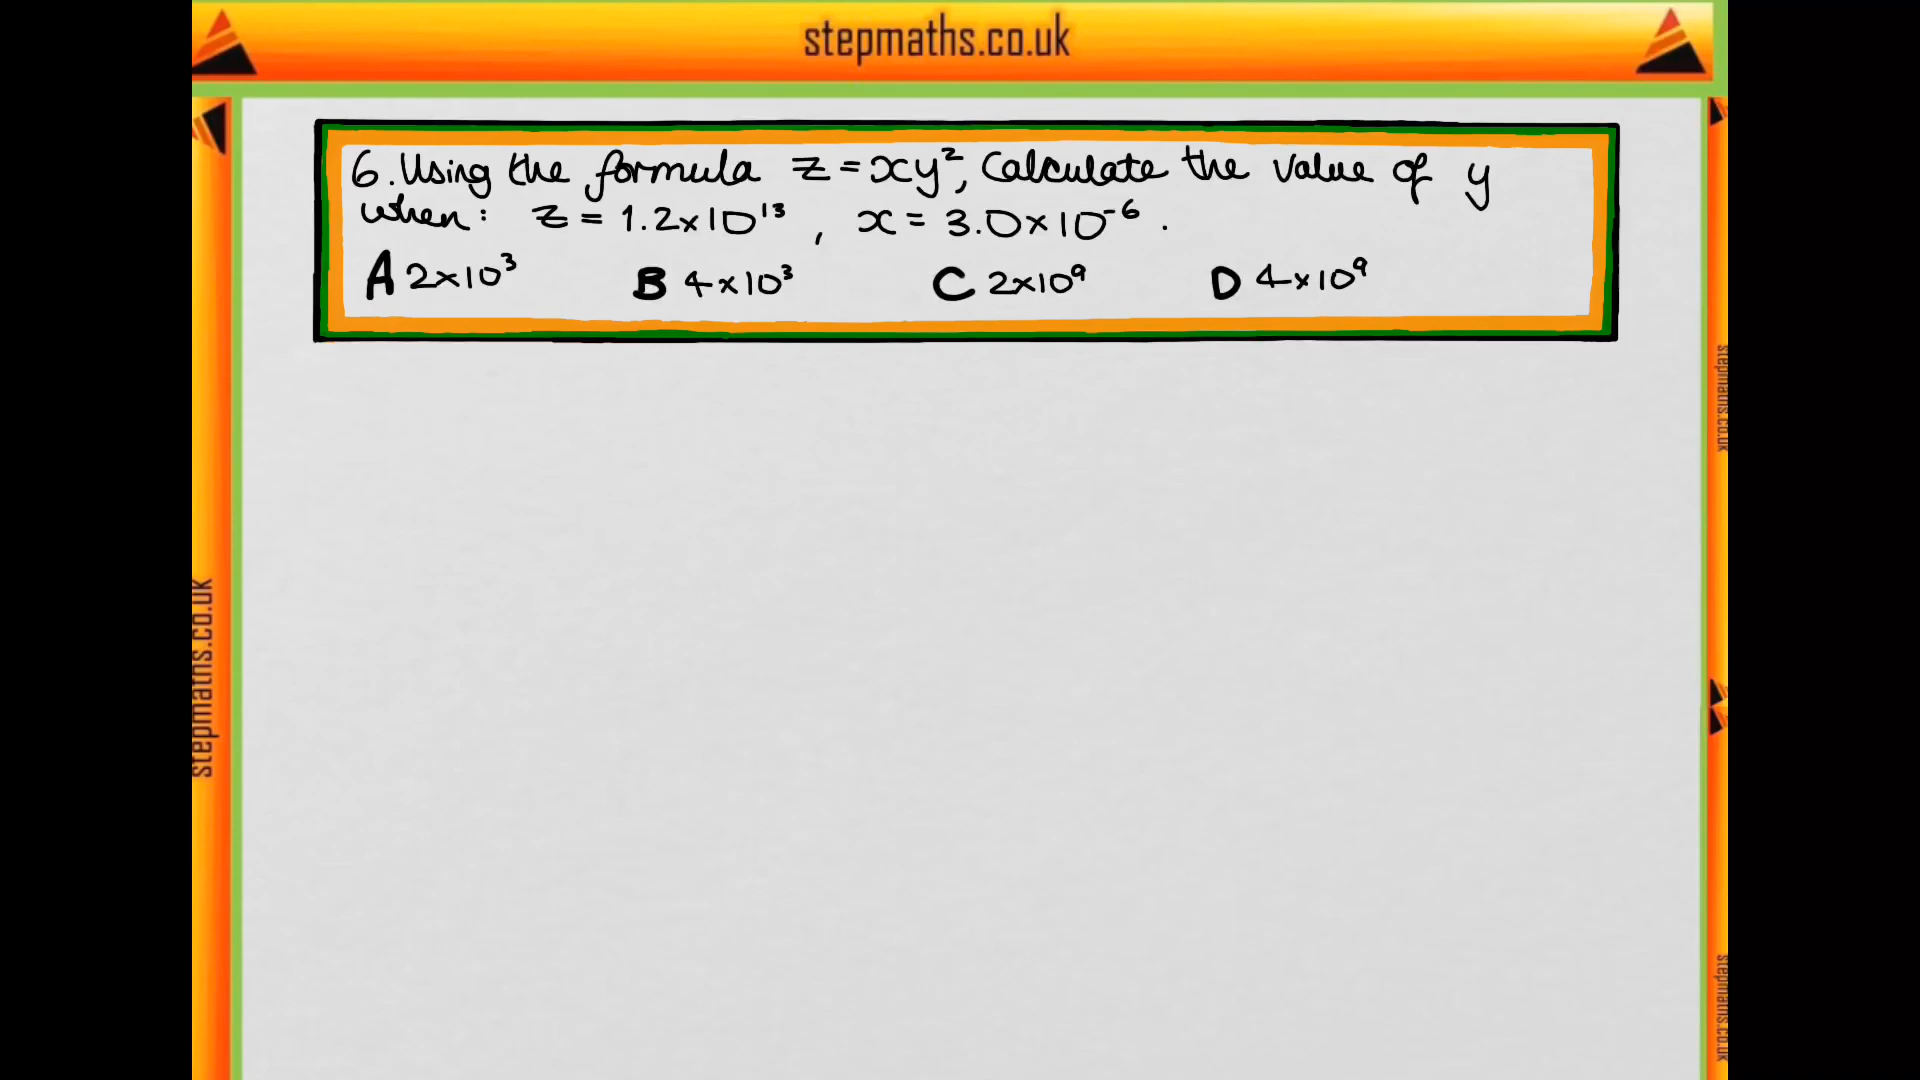 stepmaths.co.uk
6. Using the formula z = xy², Calculate the value of y
when: z = 1.2×10¹³ , x = 3.0×10⁻⁶ .
A 2×10³ B 4×10³ C 2×10⁹ D 4×10⁹
stepmaths.co.uk
stepmaths.co.uk
stepmaths.co.uk